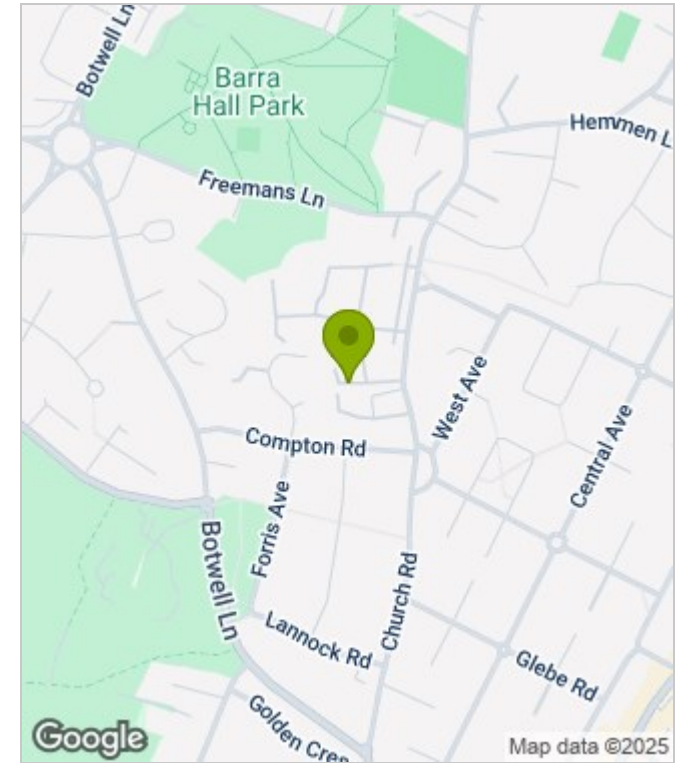 Botwell Ln
Barra
Hall Park
Hemmen L
Freemans Ln
West Ave
Compton Rd
Central Ave
Forris Ave
Botwell Ln
Church Rd
Lannock Rd
Glebe Rd
Golden Cres
Google
Map data ©2025